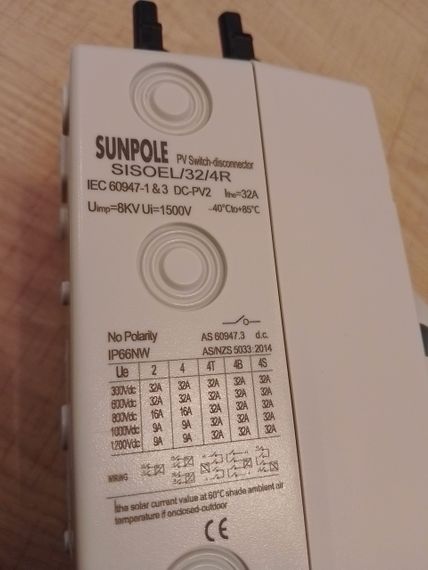 SUNPOLE PV Switch-disconnector
SISOEL/32/4R
IEC 60947-1 & 3 DC-PV2 Ithe=32A
Uimp=8KV Ui=1500V -40°Cto+85°C
No Polarity AS 60947.3 d.c.
IP66NW AS/NZS 5033: 2014
Ue 2 4 4T 4B 4S
300Vdc 32A 32A 32A 32A 32A
600Vdc 32A 32A 32A 32A 32A
800Vdc 16A 16A 32A 32A 32A
1000Vdc 9A 9A 32A 32A 32A
1200Vdc 9A 9A 32A 32A 32A
WIRING
Ithe solar current value at 60°C shade ambient air
temperature if enclosed-outdoor
CE